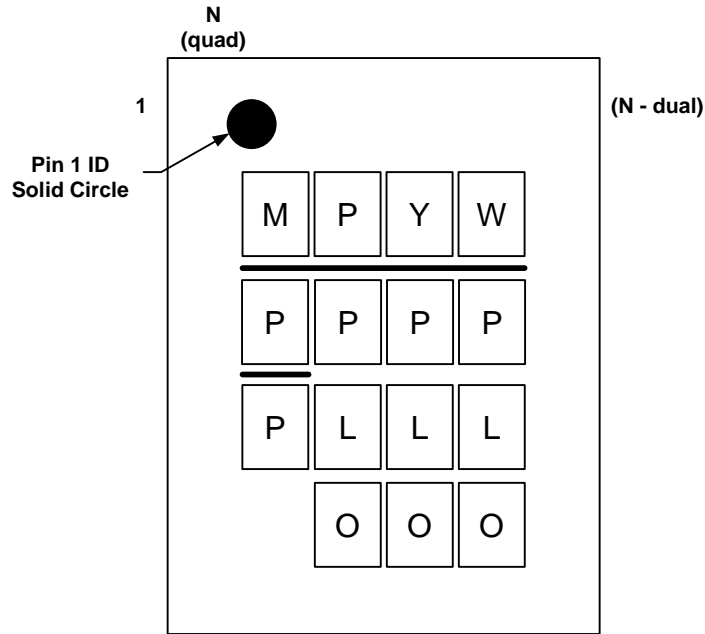 N
(quad)
1
(N - dual)
Pin 1 ID
Solid Circle
M P Y W
P P P P
P L L L
O O O